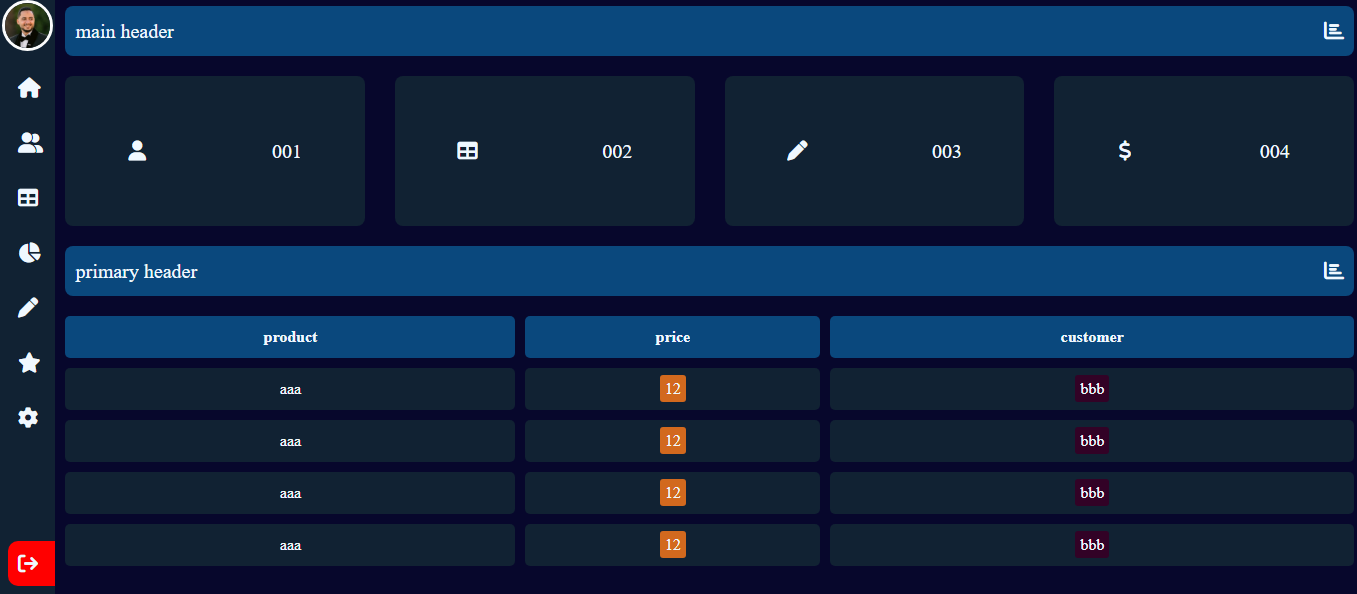 main header
001 002 003 004
primary header
product price customer
aaa 12 bbb
aaa 12 bbb
aaa 12 bbb
aaa 12 bbb